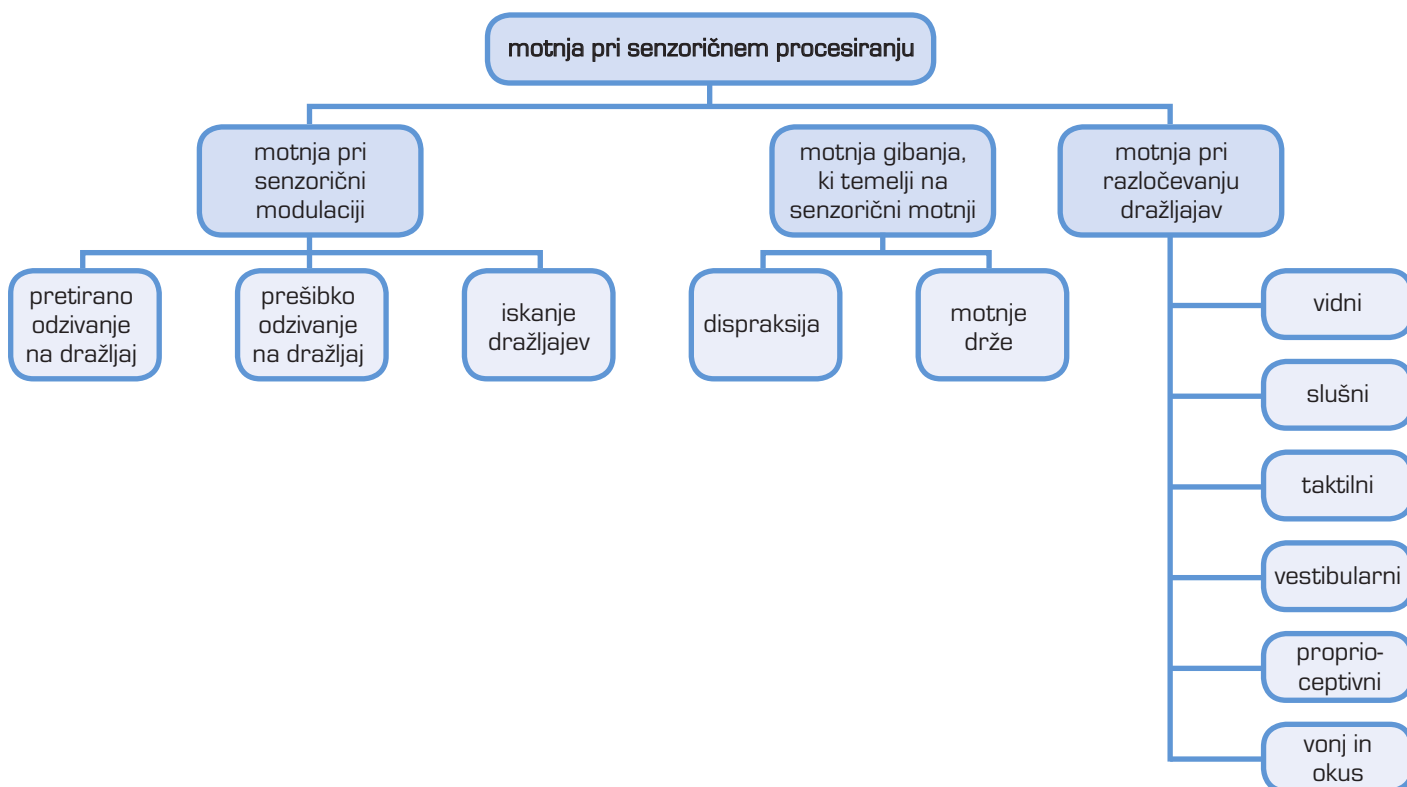 motnja pri senzoričnem procesiranju
motnja pri
senzorični
modulaciji
motnja gibanja,
ki temelji na
senzorični motnji
motnja pri
razločevanju
dražljajav
pretirano
odzivanje
na dražljaj
prešibko
odzivanje
na dražljaj
iskanje
dražljajev
dispraksija
motnje
drže
vidni
slušni
taktilni
vestibularni
proprio-
ceptivni
vonj in
okus